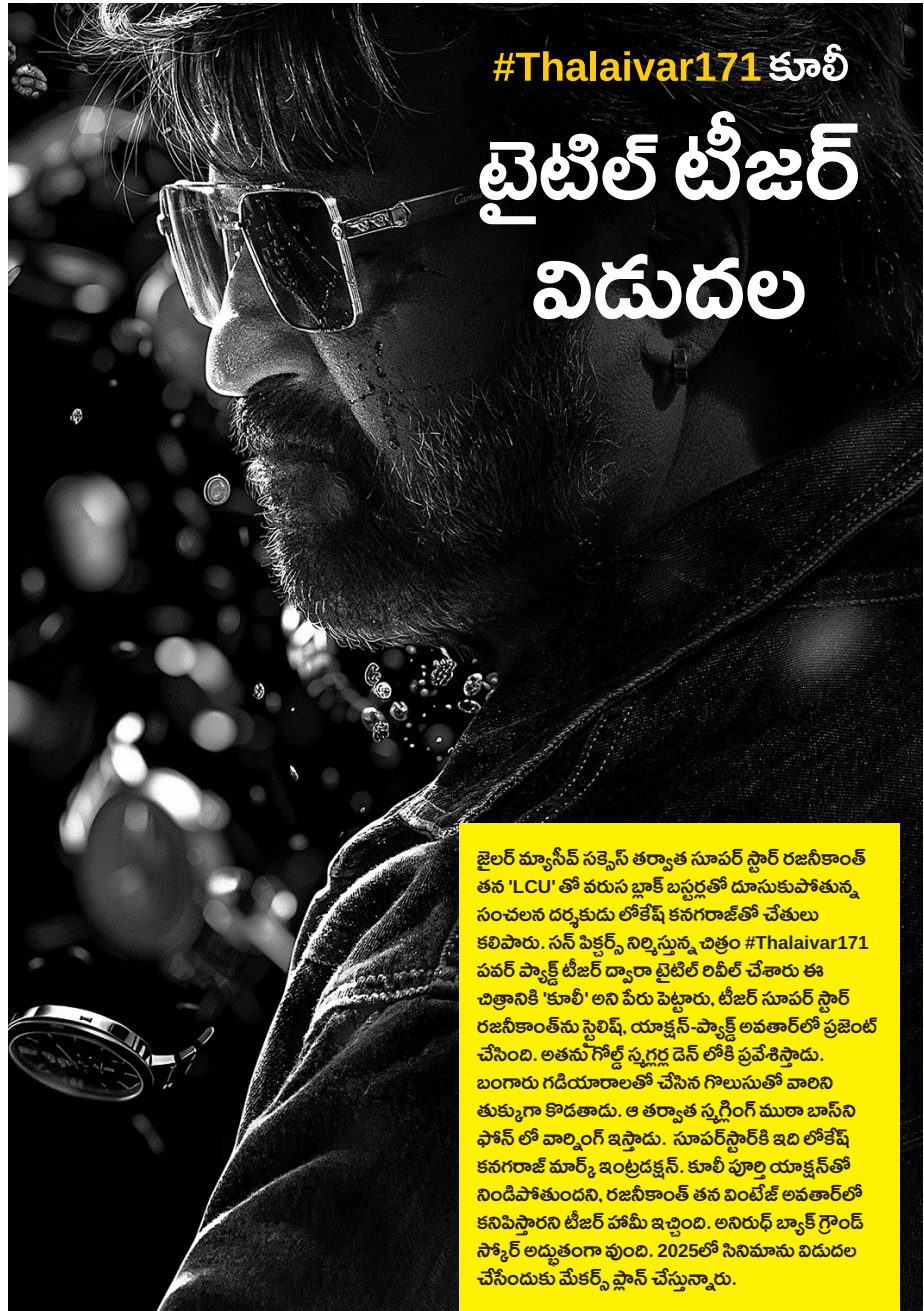 #Thalaivar171 కూలీ
టైటిల్ టీజర్
విడుదల
Cartier
జైలర్ మ్యాసీవ్ సక్సెస్ తర్వాత సూపర్ స్టార్ రజనీకాంత్
తన 'LCU' తో వరుస బ్లాక్ బస్టర్లతో దూసుకుపోతున్న
సంచలన దర్శకుడు లోకేష్ కనగరాజ్‌తో చేతులు
కలిపారు. సన్ పిక్చర్స్ నిర్మిస్తున్న చిత్రం #Thalaivar171
పవర్ ప్యాక్డ్ టీజర్ ద్వారా టైటిల్ రివీల్ చేశారు ఈ
చిత్రానికి 'కూలీ' అని పేరు పెట్టారు, టీజర్ సూపర్ స్టార్
రజనీకాంత్‌ను స్టైలిష్, యాక్షన్-ప్యాక్డ్ అవతార్‌లో ప్రజెంట్
చేసింది. అతను గోల్డ్ స్మగ్లర్ల డెన్ లోకి ప్రవేశిస్తాడు.
బంగారు గడియారాలతో చేసిన గొలుసుతో వారిని
తుక్కుగా కొడతాడు. ఆ తర్వాత స్మగ్లింగ్ ముఠా బాస్‌ని
ఫోన్ లో వార్నింగ్ ఇస్తాడు. సూపర్‌స్టార్‌కి ఇది లోకేష్
కనగరాజ్ మార్క్ ఇంట్రడక్షన్. కూలీ పూర్తి యాక్షన్‌తో
నిండిపోతుందని, రజనీకాంత్ తన వింటేజ్ అవతార్‌లో
కనిపిస్తారని టీజర్ హామీ ఇచ్చింది. అనిరుధ్ బ్యాక్ గ్రౌండ్
స్కోర్ అద్భుతంగా వుంది. 2025లో సినిమాను విడుదల
చేసేందుకు మేకర్స్ ప్లాన్ చేస్తున్నారు.